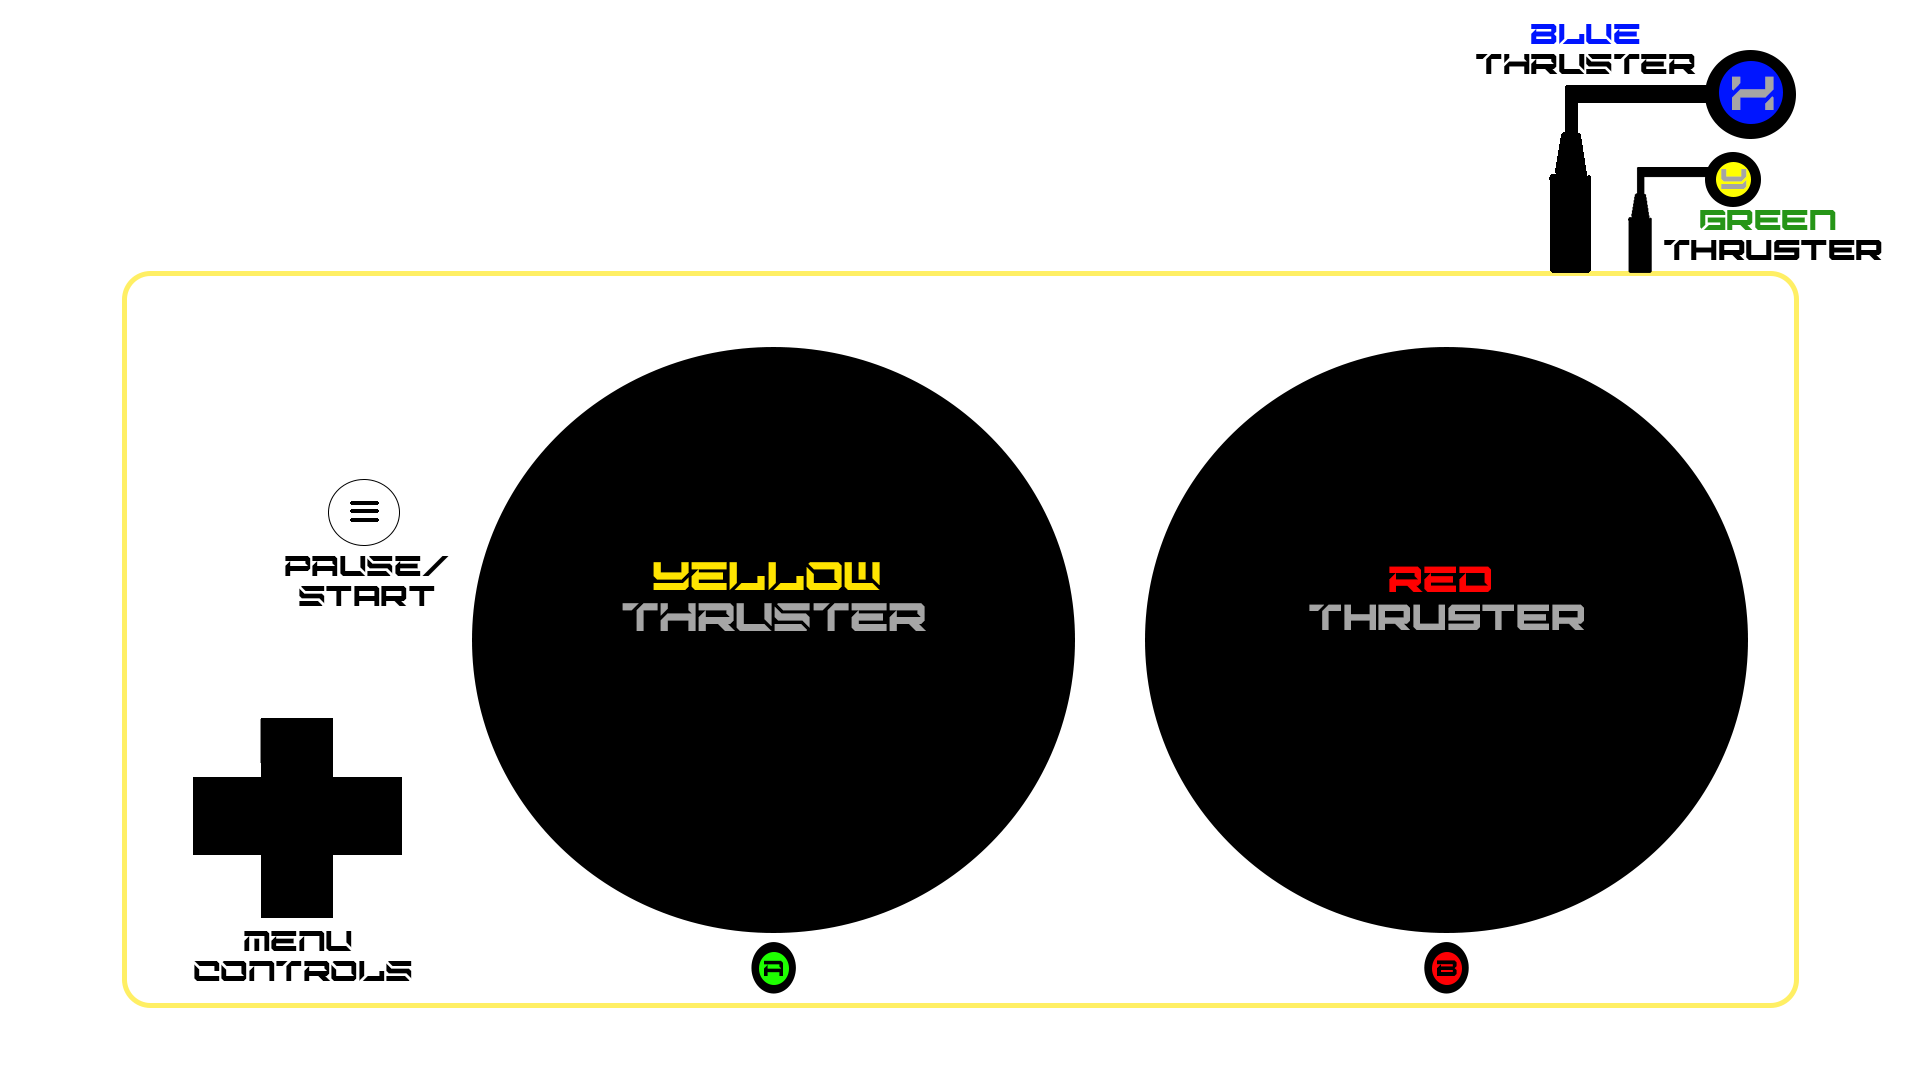 BLUE
THRUSTER
X
Y
GREEN
THRUSTER
PAUSE/
START
YELLOW
THRUSTER
RED
THRUSTER
MENU
CONTROLS
A
B